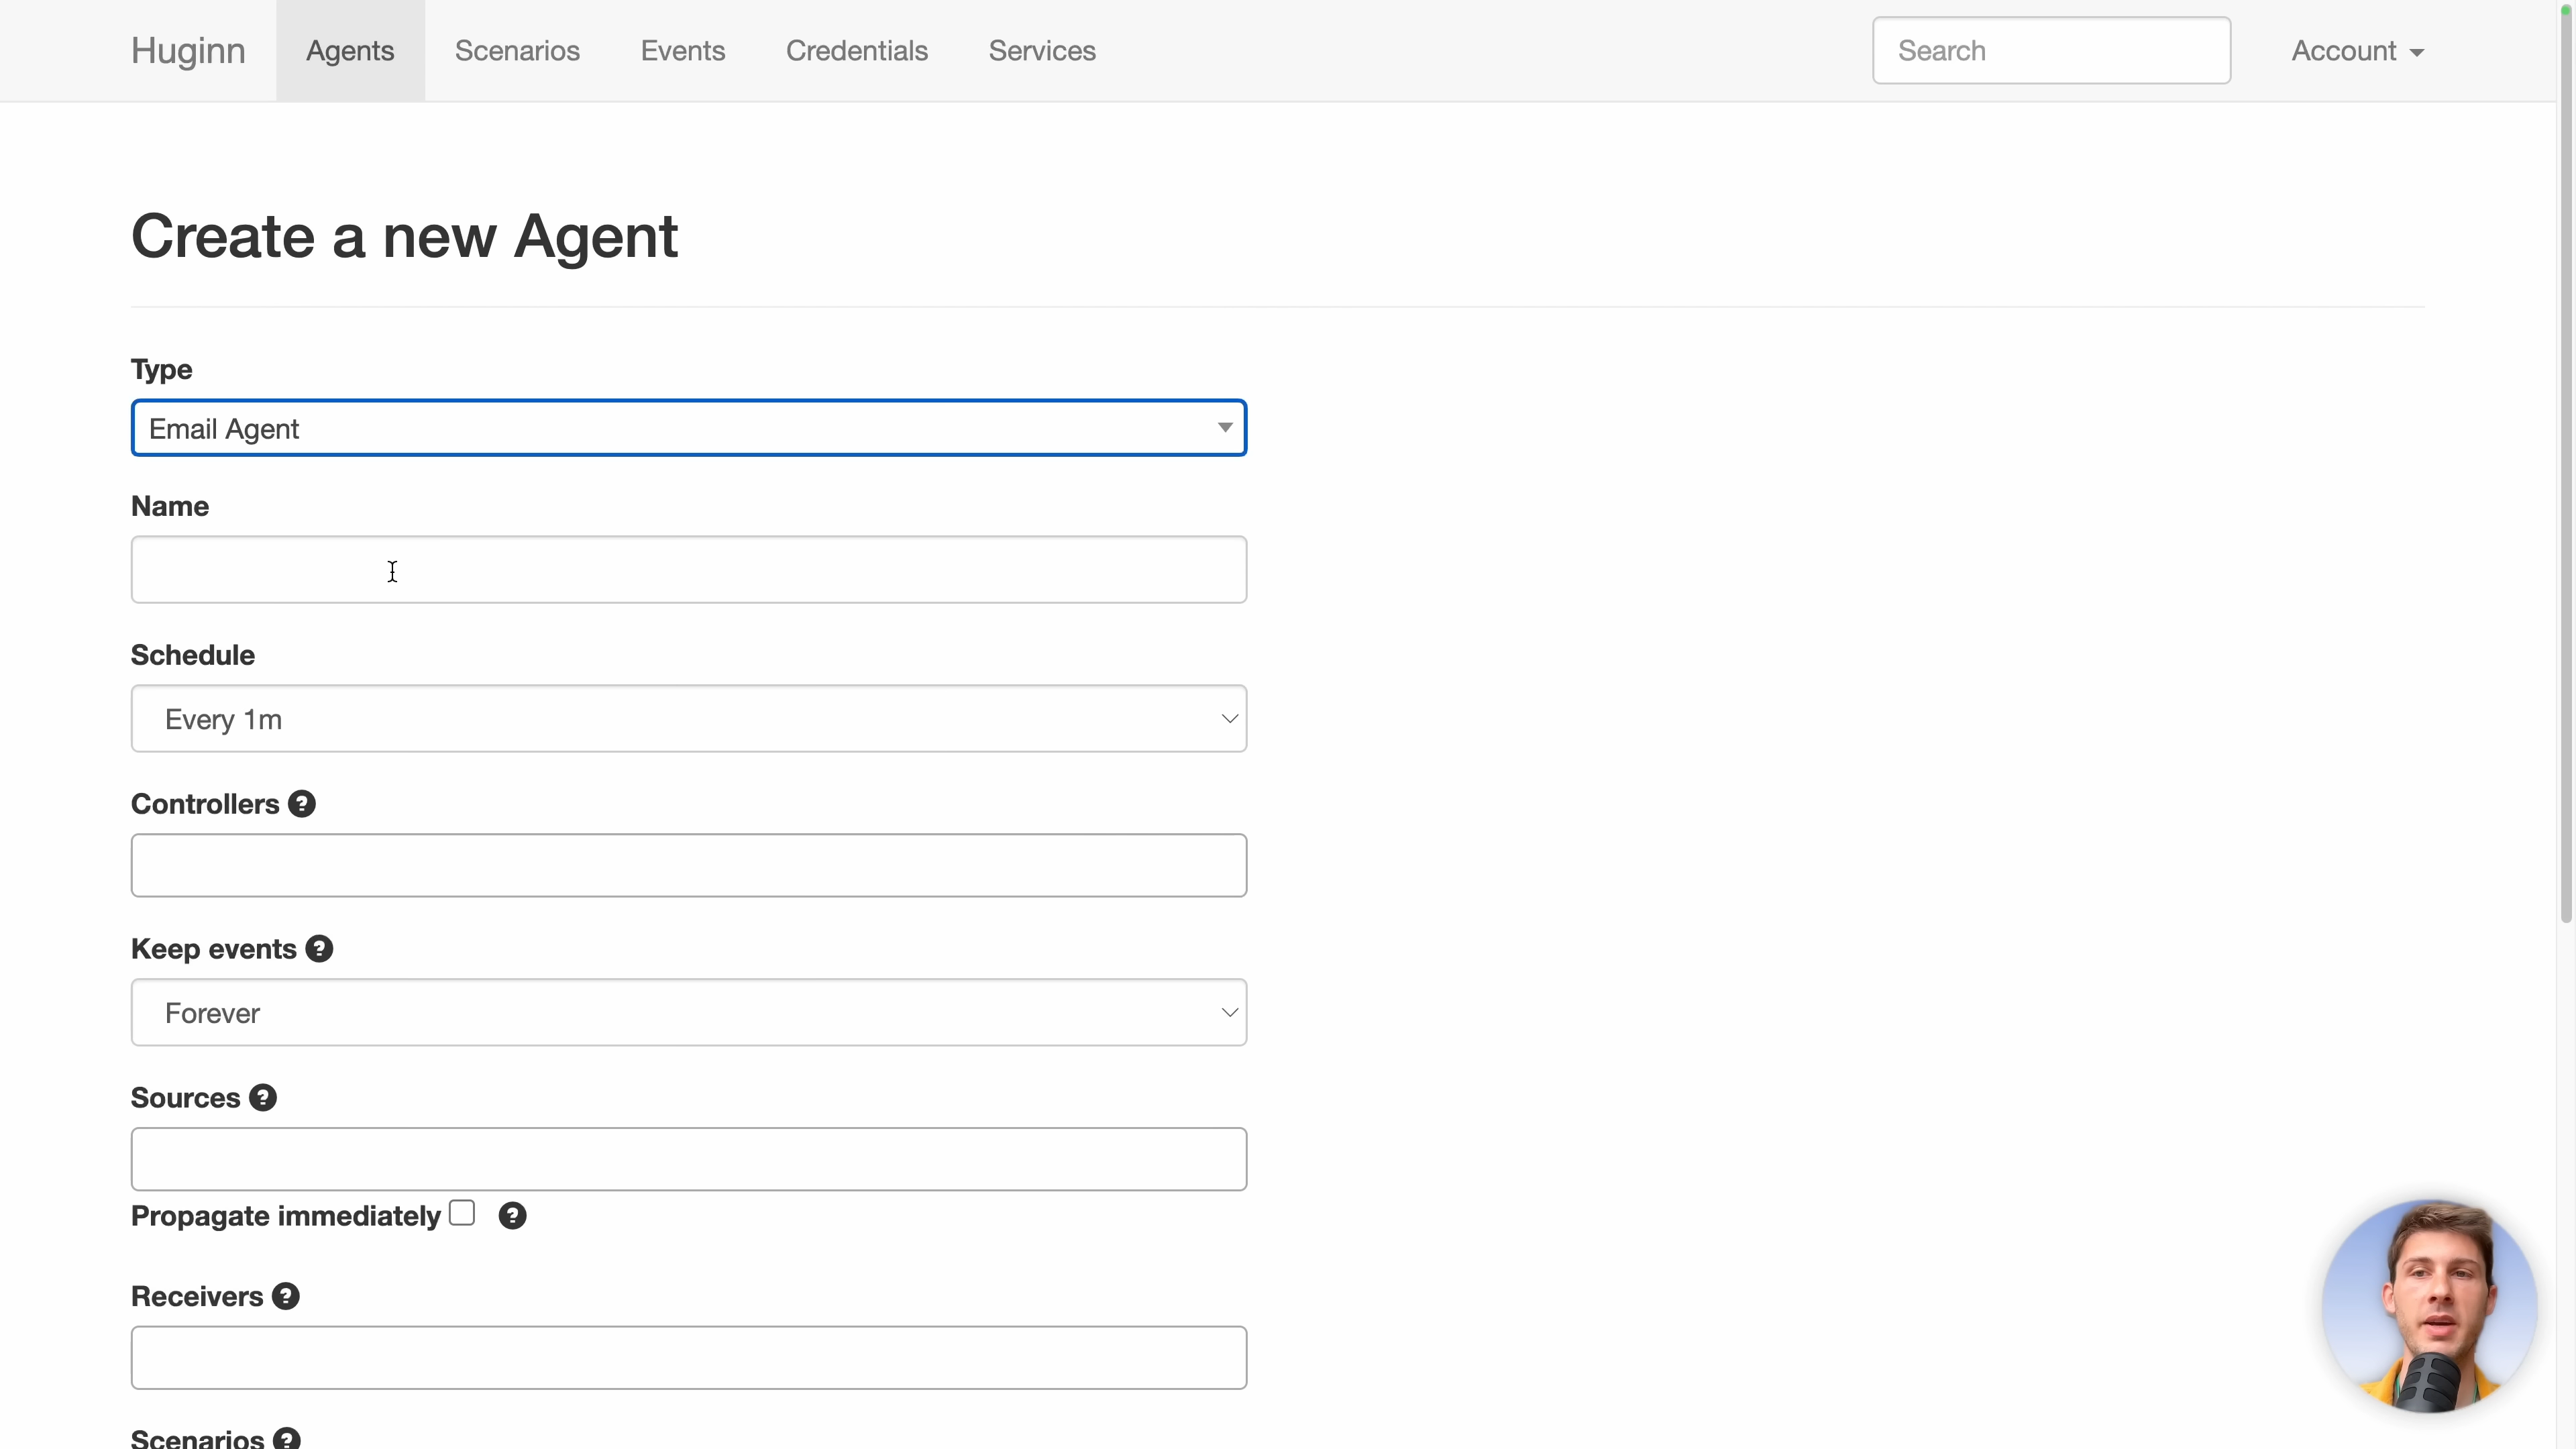 Huginn Agents Scenarios Events Credentials Services Search Account
Create a new Agent
Type
Email Agent
Name
Schedule
Every 1m
Controllers ?
Keep events ?
Forever
Sources ?
Propagate immediately ?
Receivers ?
Scenarios ?